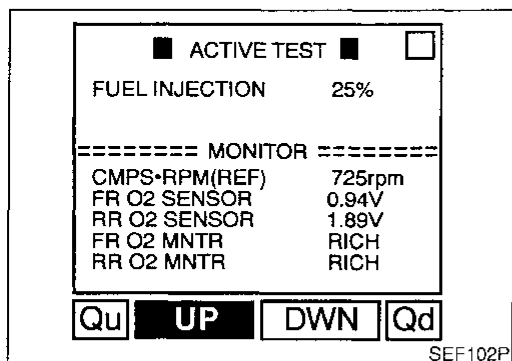 ■ ACTIVE TEST ■
FUEL INJECTION 25%
======== MONITOR ========
CMPS•RPM(REF) 725rpm
FR O2 SENSOR 0.94V
RR O2 SENSOR 1.89V
FR O2 MNTR RICH
RR O2 MNTR RICH
Qu UP DWN Qd
SEF102P